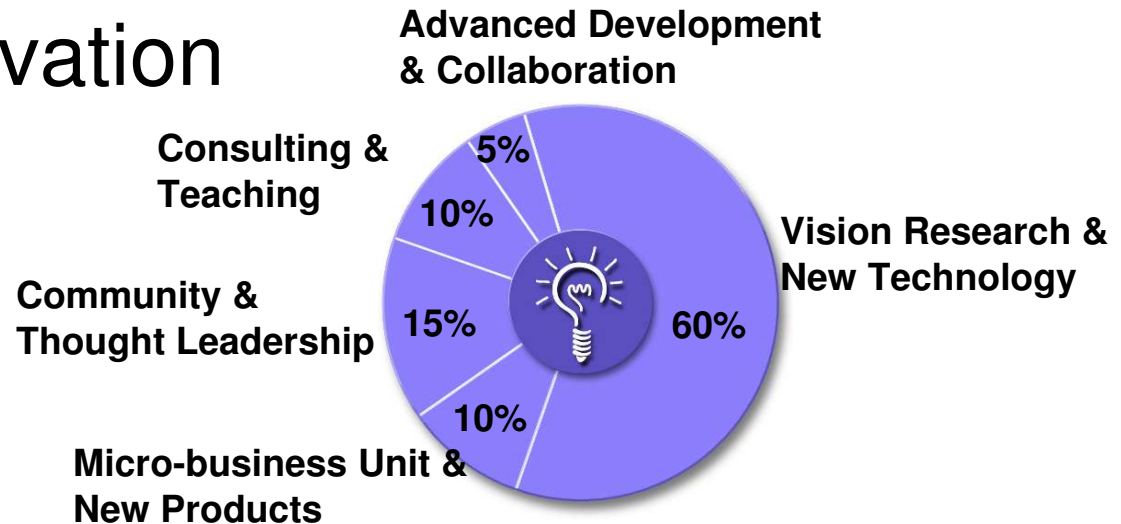 vation
Advanced Development
& Collaboration
Consulting &
Teaching
5%
10%
Vision Research &
New Technology
Community &
Thought Leadership
15%
60%
10%
Micro-business Unit &
New Products